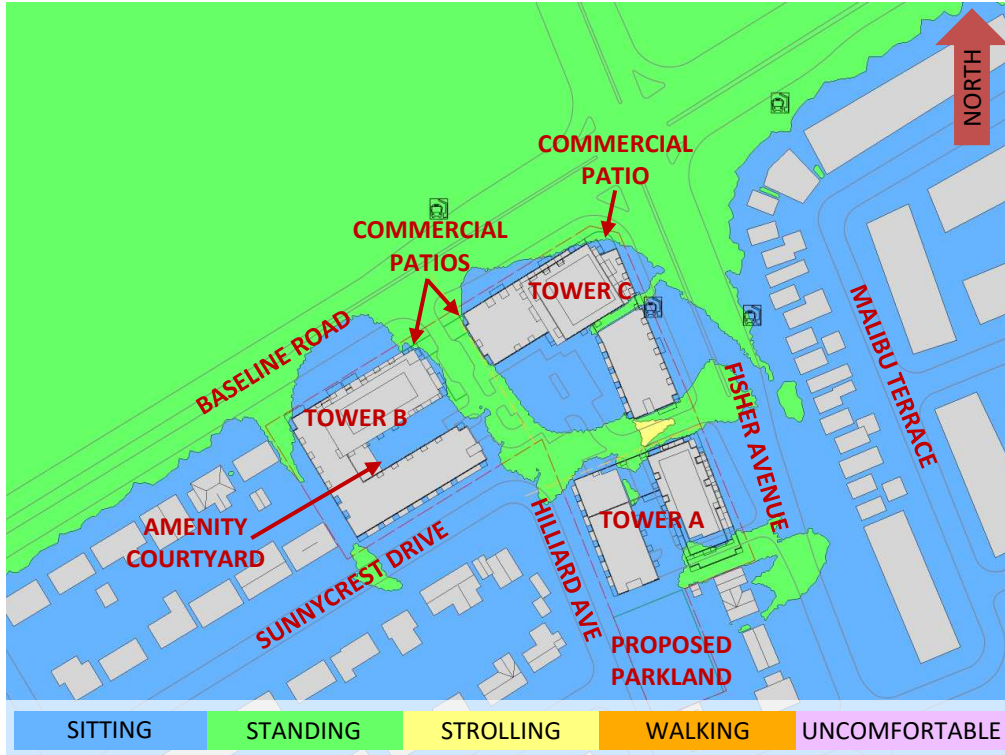 NORTH
COMMERCIAL
PATIO
COMMERCIAL
PATIOS
TOWER C
BASELINE ROAD
MALIBU TERRACE
FISHER AVENUE
TOWER B
AMENITY
COURTYARD
SUNNYCREST DRIVE
HILLIARD AVE
TOWER A
PROPOSED
PARKLAND
SITTING
STANDING
STROLLING
WALKING
UNCOMFORTABLE